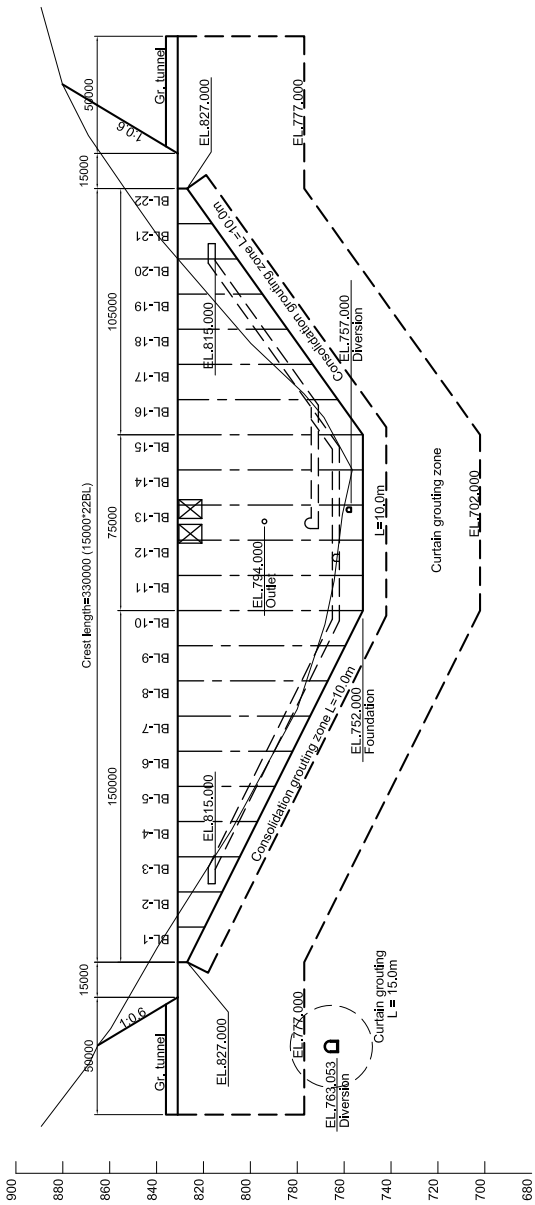 900
880
860
840
820
800
780
760
740
720
700
680
50000
15000
Crest length=330000 (15000*22BL)
15000
50000
150000
75000
105000
Gr. tunnel
1:0.6
1:0.6
Gr. tunnel
BL-1
BL-2
BL-3
BL-4
BL-5
BL-6
BL-7
BL-8
BL-9
BL-10
BL-11
BL-12
BL-13
BL-14
BL-15
BL-16
BL-17
BL-18
BL-19
BL-20
BL-21
BL-22
EL.827.000
EL.815.000
EL.815.000
EL.827.000
EL.794.000
Outlet
EL.777.000
EL.777.000
EL.763.053
Diversion
Curtain grouting
L = 15.0m
Consolidation grouting zone L=10.0m
EL.752.000
Foundation
L=10.0m
EL.757.000
Diversion
Consolidation grouting zone L=10.0m
Curtain grouting zone
EL.702.000